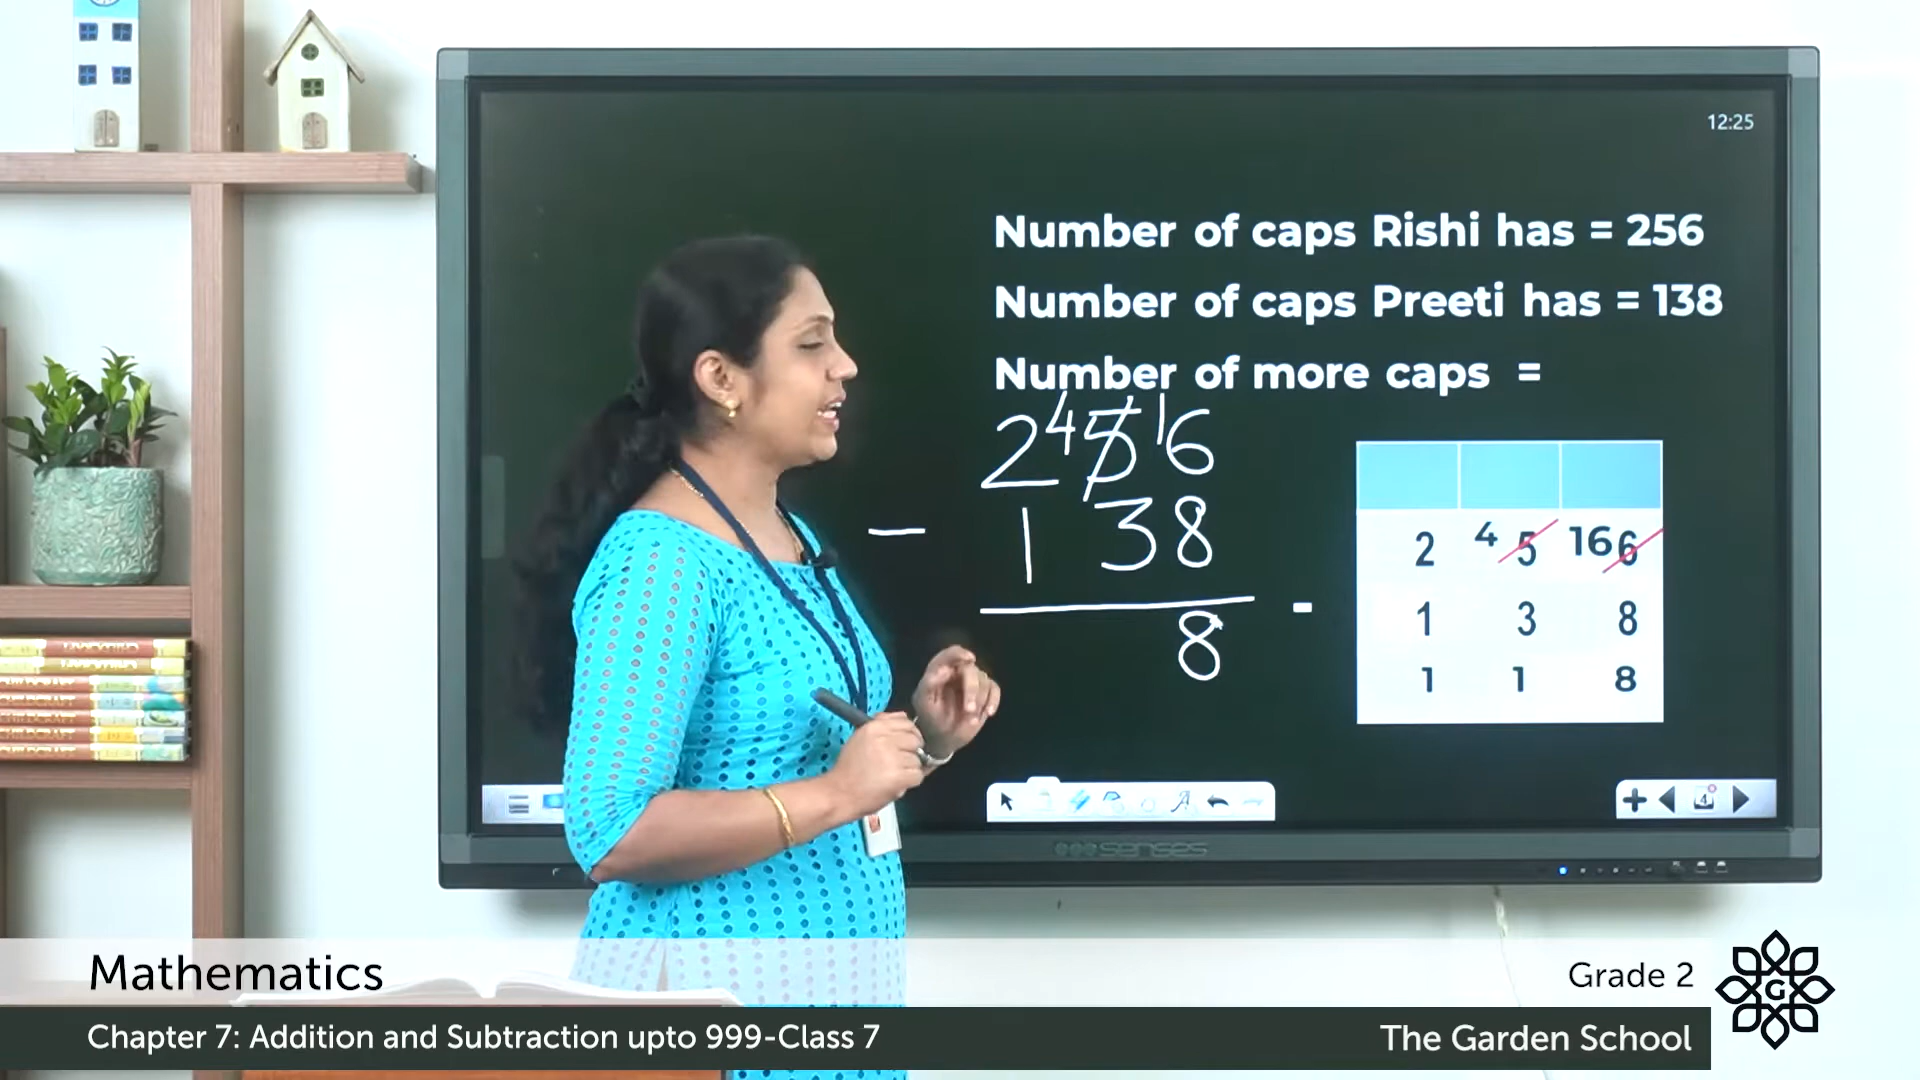 12:25
Number of caps Rishi has = 256
Number of caps Preeti has = 138
Number of more caps =
2 4 5 16
− 1 3 8
8
2 4 5 16 6
- 1 3 8
1 1 8
4
senses
Mathematics
Grade 2
G
Chapter 7: Addition and Subtraction upto 999-Class 7
The Garden School